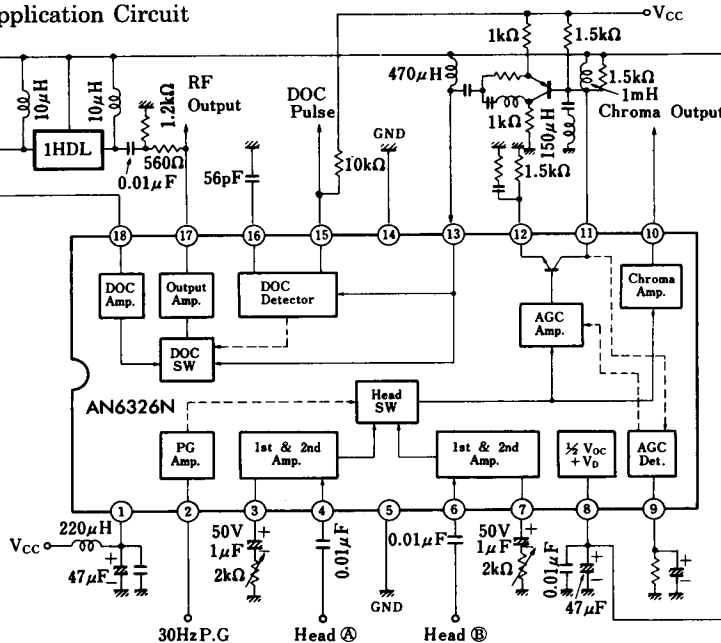 pplication Circuit
VCC
1kΩ
1.5kΩ
470μH
1.5kΩ
1mH
Chroma Output
10μH
10μH
1.2kΩ
RF
Output
DOC
Pulse
GND
1kΩ
150μH
1HDL
560Ω
0.01μF
56pF
10kΩ
1.5kΩ
18
17
16
15
14
13
12
11
10
DOC
Amp.
Output
Amp.
DOC
Detector
Chroma
Amp.
AGC
Amp.
DOC
SW
AN6326N
Head
SW
PG
Amp.
1st & 2nd
Amp.
1st & 2nd
Amp.
½ VOC
+ VD
AGC
Det.
1
2
3
4
5
6
7
8
9
220μH
VCC
+
47μF
−
50V
+
1μF
−
2kΩ
0.01μF
GND
0.01μF
50V
+
1μF
−
2kΩ
0.01μF
+
−
47μF
+
−
30Hz P.G
Head Ⓐ
Head Ⓑ